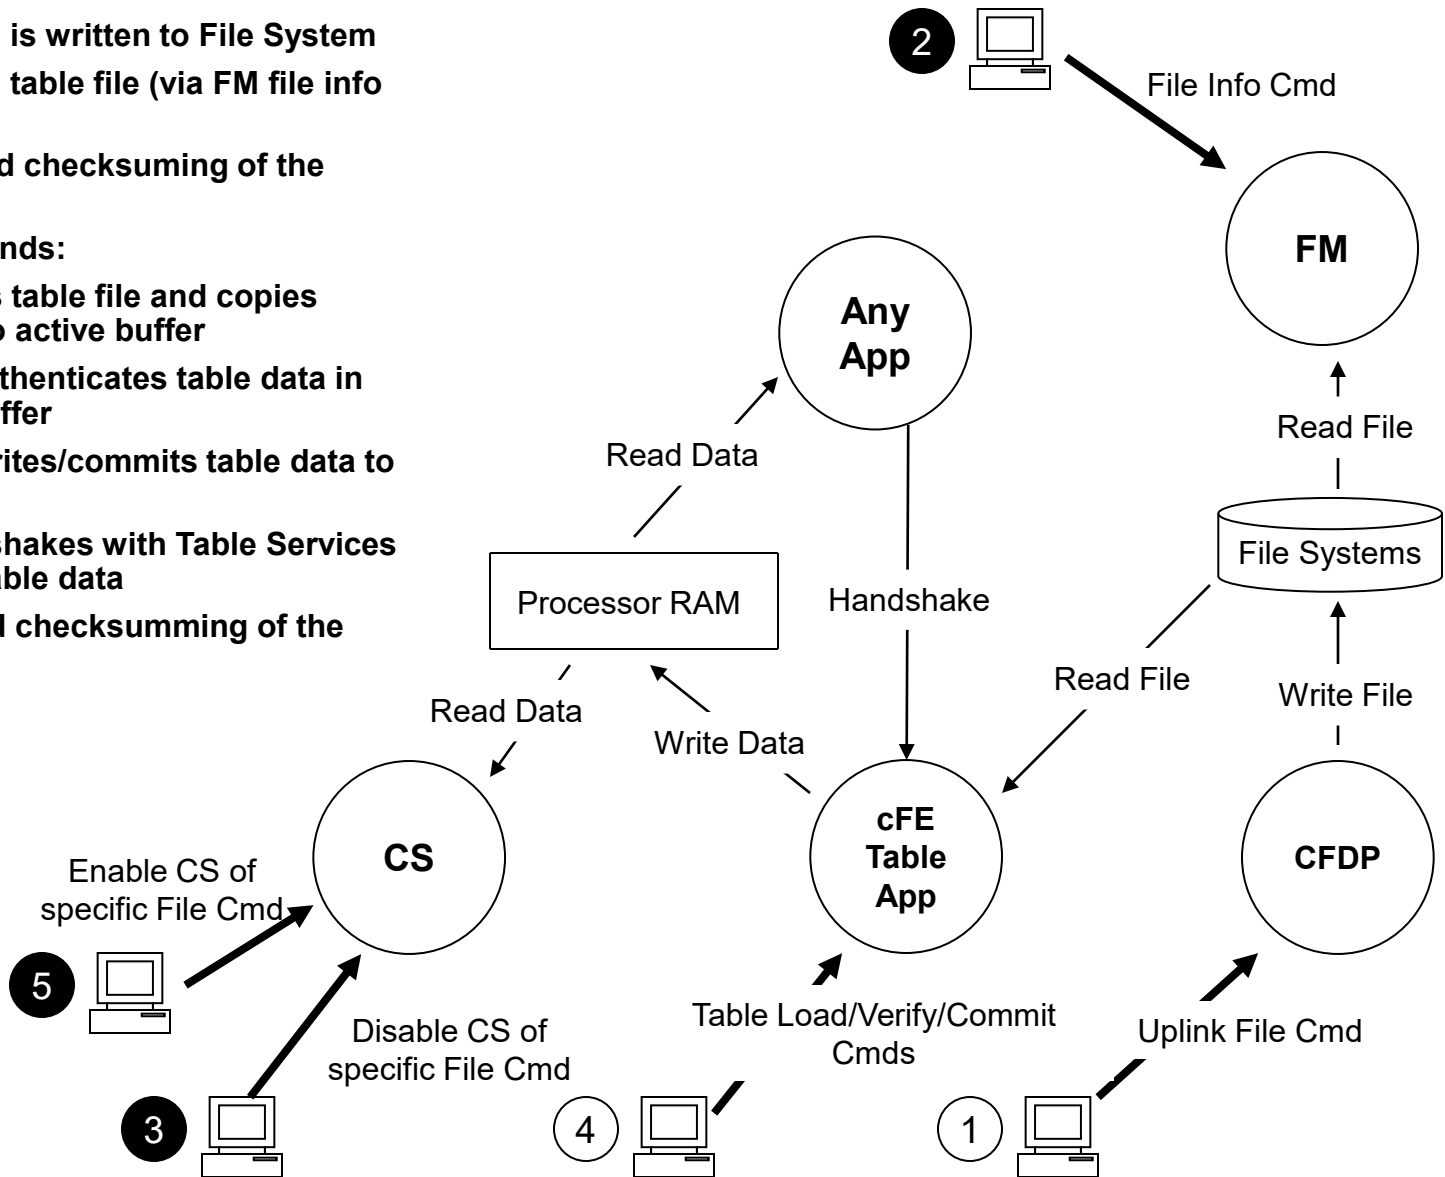 is written to File System
table file (via FM file info
d checksuming of the
nds:
s table file and copies
o active buffer
thenticates table data in
ffer
rites/commits table data to
shakes with Table Services
able data
d checksumming of the
2
File Info Cmd
FM
Any
App
Read Data
Read File
File Systems
Processor RAM
Handshake
Read Data
Write Data
Read File
Write File
CS
cFE
Table
App
CFDP
Enable CS of
specific File Cmd
5
Disable CS of
specific File Cmd
Table Load/Verify/Commit
Cmds
Uplink File Cmd
3
4
1